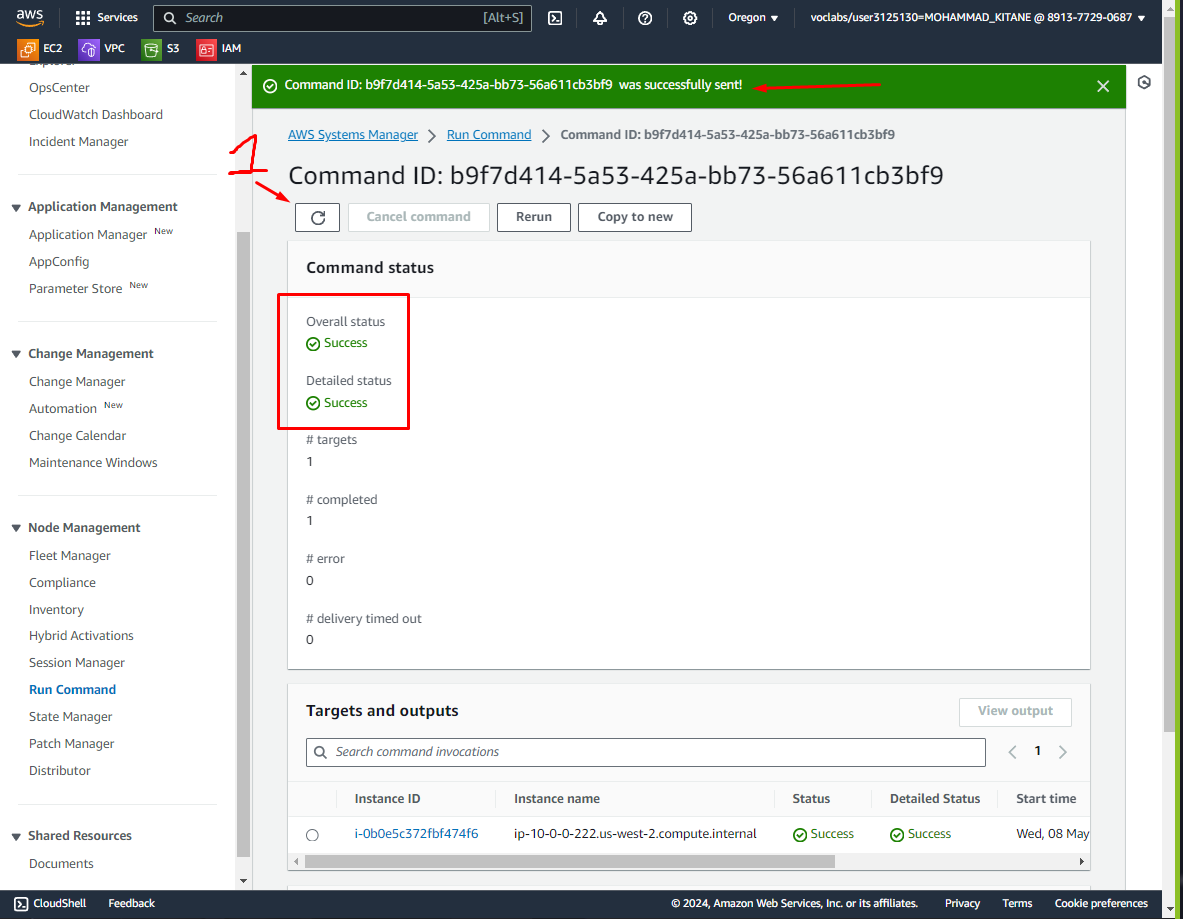 aws Services Search [Alt+S] Oregon voclabs/user3125130=MOHAMMAD_KITANE @ 8913-7729-0687
EC2 VPC S3 IAM
OpsCenter
CloudWatch Dashboard
Incident Manager
Application Management
Application Manager New
AppConfig
Parameter Store New
Change Management
Change Manager
Automation New
Change Calendar
Maintenance Windows
Node Management
Fleet Manager
Compliance
Inventory
Hybrid Activations
Session Manager
Run Command
State Manager
Patch Manager
Distributor
Shared Resources
Documents
Command ID: b9f7d414-5a53-425a-bb73-56a611cb3bf9 was successfully sent!
AWS Systems Manager Run Command Command ID: b9f7d414-5a53-425a-bb73-56a611cb3bf9
1
Command ID: b9f7d414-5a53-425a-bb73-56a611cb3bf9
Cancel command Rerun Copy to new
Command status
Overall status
Success
Detailed status
Success
# targets
1
# completed
1
# error
0
# delivery timed out
0
Targets and outputs View output
Search command invocations 1
Instance ID Instance name Status Detailed Status Start time
i-0b0e5c372fbf474f6 ip-10-0-0-222.us-west-2.compute.internal Success Success Wed, 08 May
CloudShell Feedback © 2024, Amazon Web Services, Inc. or its affiliates. Privacy Terms Cookie preferences